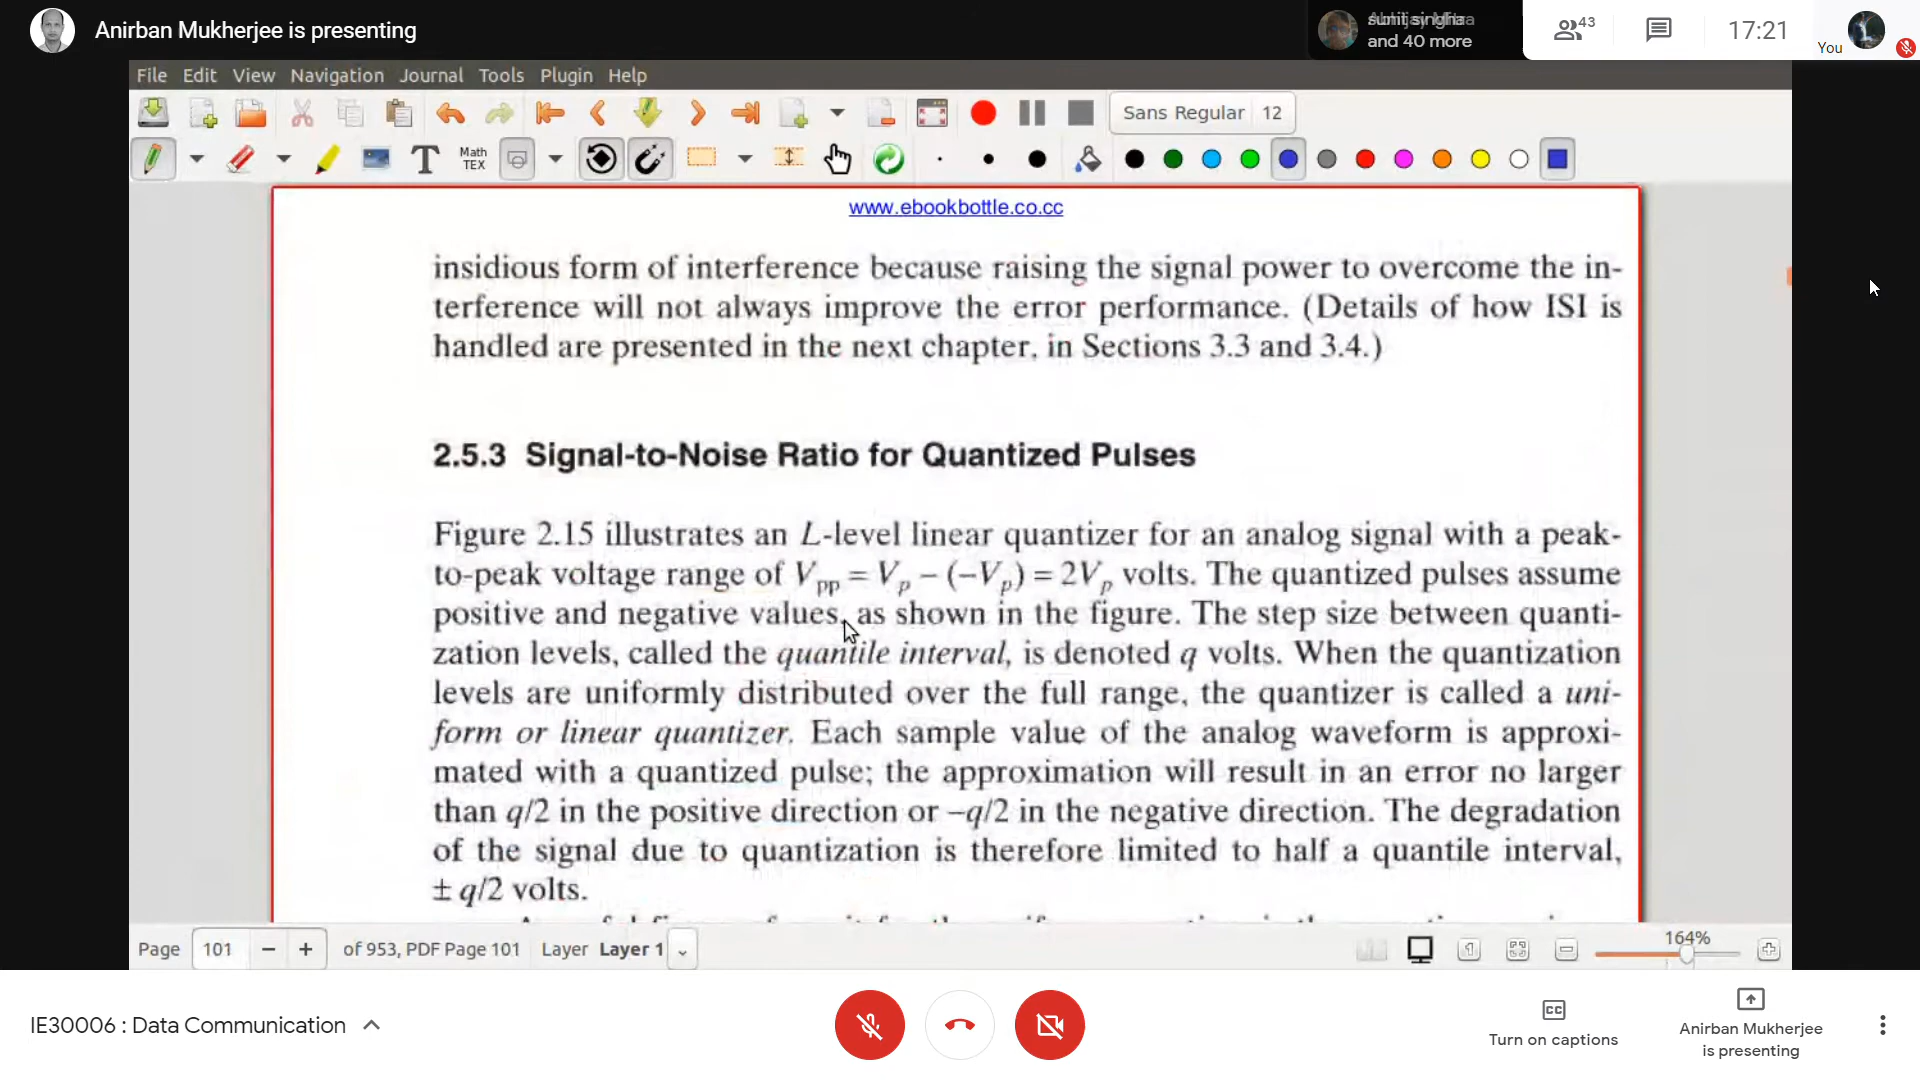 Anirban Mukherjee is presenting
and 40 more
43
17:21
You
File Edit View Navigation Journal Tools Plugin Help
Sans Regular 12
Math
TEX
www.ebookbottle.co.cc
insidious form of interference because raising the signal power to overcome the in-
terference will not always improve the error performance. (Details of how ISI is
handled are presented in the next chapter, in Sections 3.3 and 3.4.)
2.5.3 Signal-to-Noise Ratio for Quantized Pulses
Figure 2.15 illustrates an L-level linear quantizer for an analog signal with a peak-
to-peak voltage range of Vpp = Vp − (−Vp) = 2Vp volts. The quantized pulses assume
positive and negative values, as shown in the figure. The step size between quanti-
zation levels, called the quantile interval, is denoted q volts. When the quantization
levels are uniformly distributed over the full range, the quantizer is called a uni-
form or linear quantizer. Each sample value of the analog waveform is approxi-
mated with a quantized pulse; the approximation will result in an error no larger
than q/2 in the positive direction or −q/2 in the negative direction. The degradation
of the signal due to quantization is therefore limited to half a quantile interval,
± q/2 volts.
Page 101 − + of 953, PDF Page 101 Layer Layer 1
164%
IE30006 : Data Communication
Turn on captions
Anirban Mukherjee
is presenting